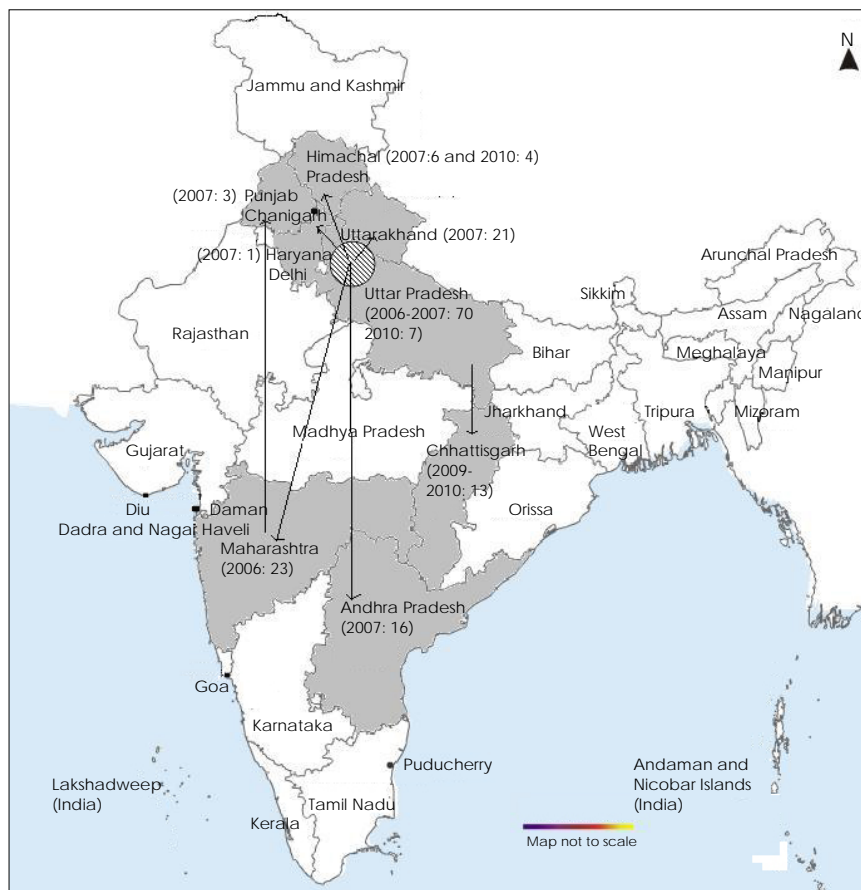 N
Jammu and Kashmir
Himachal (2007:6 and 2010: 4)
Pradesh
(2007: 3) Punjab
Chanigarh
Uttarakhand (2007: 21)
(2007: 1) Haryana
Delhi
Arunchal Pradesh
Sikkim
Uttar Pradesh
(2006-2007: 70
2010: 7)
Assam
Nagaland
Rajasthan
Bihar
Meghalaya
Manipur
Jharkhand
Tripura
Mizoram
Madhya Pradesh
West
Bengal
Gujarat
Chhattisgarh
(2009-
2010: 13)
Diu
Daman
Orissa
Dadra and Nagar Haveli
Maharashtra
(2006: 23)
Andhra Pradesh
(2007: 16)
Goa
Karnataka
Puducherry
Lakshadweep
(India)
Andaman and
Nicobar Islands
(India)
Tamil Nadu
Kerala
Map not to scale